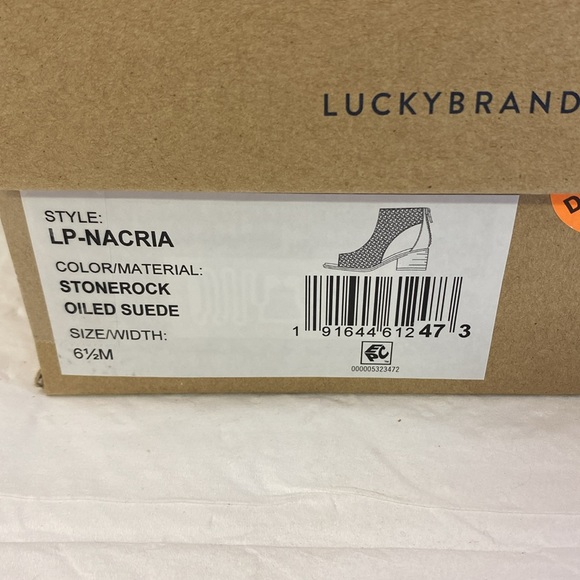 LUCKYBRAND
D
STYLE:
LP-NACRIA
COLOR/MATERIAL:
STONEROCK
OILED SUEDE
SIZE/WIDTH:
6½M
1 91644 61247 3
000005323472